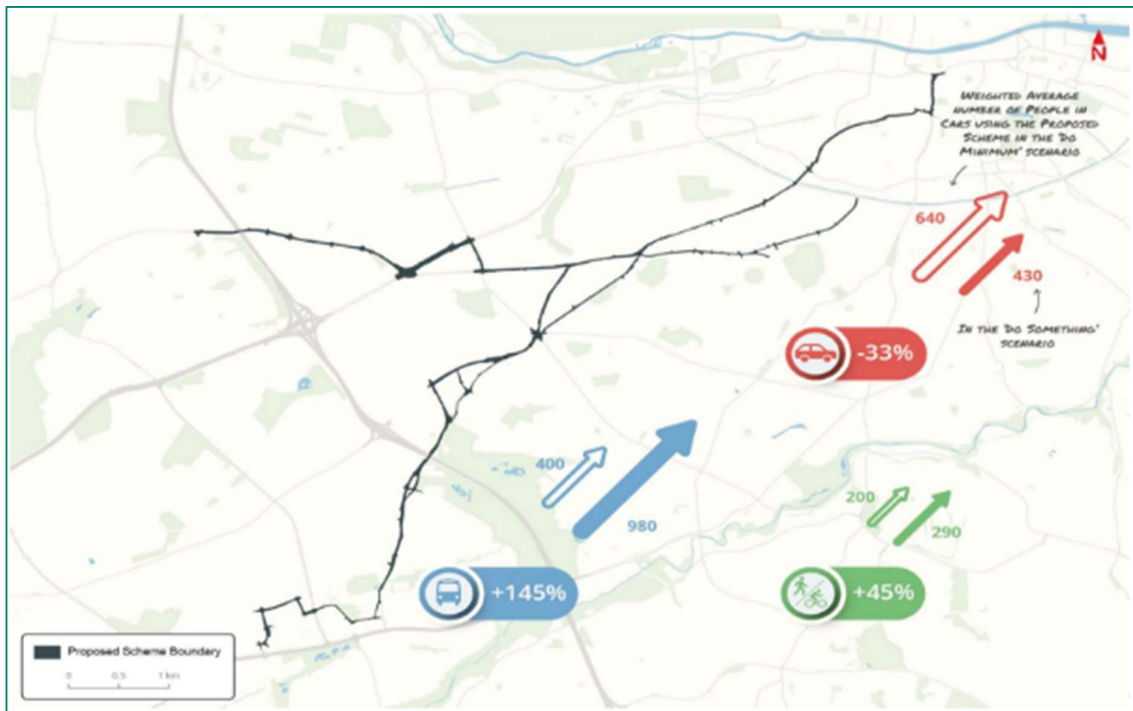 N
WEIGHTED AVERAGE
NUMBER OF PEOPLE IN
CARS USING THE PROPOSED
SCHEME IN THE 'DO
MINIMUM' SCENARIO
640
430
IN THE 'DO SOMETHING'
SCENARIO
-33%
400
980
200
290
+145%
+45%
Proposed Scheme Boundary
0 0.5 1 km